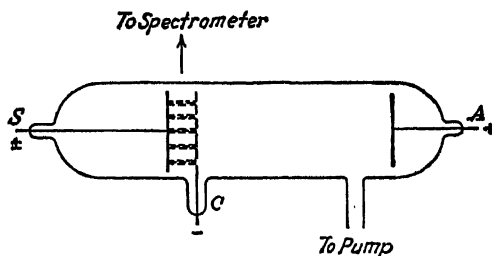 To Spectrometer
S
±
A
+
C
-
To Pump